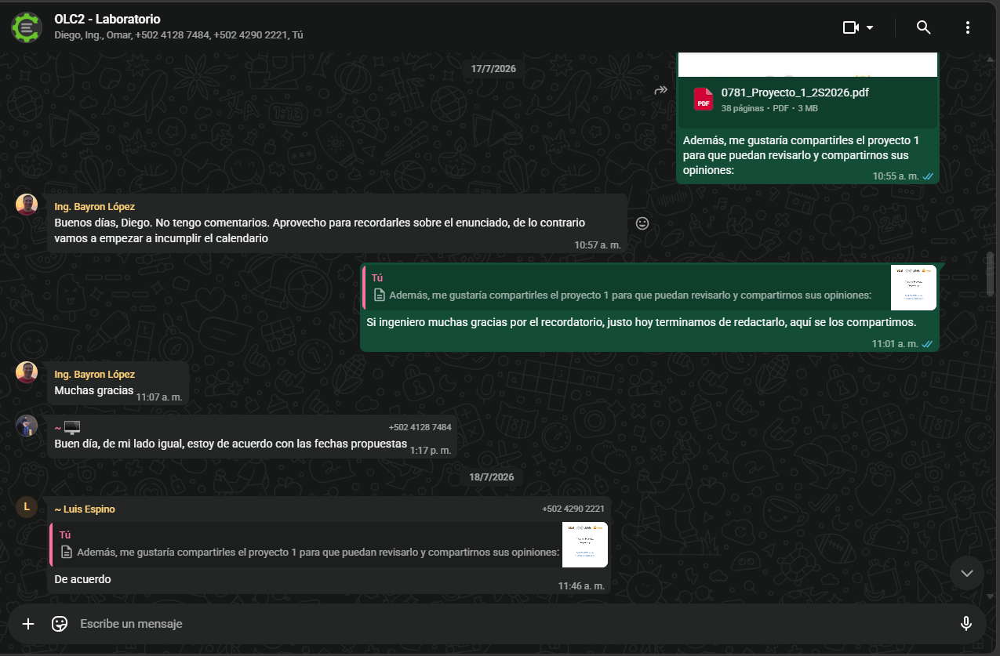 OLC2 - Laboratorio
Diego, Ing., Omar, +502 4128 7484, +502 4290 2221, Tú
17/7/2026
PDF
0781_Proyecto_1_2S2026.pdf
38 páginas • PDF • 3 MB
Además, me gustaría compartirles el proyecto 1
para que puedan revisarlo y compartirnos sus
opiniones:
10:55 a. m.
Ing. Bayron López
Buenos días, Diego. No tengo comentarios. Aprovecho para recordarles sobre el enunciado, de lo contrario
vamos a empezar a incumplir el calendario
10:57 a. m.
Tú
Además, me gustaría compartirles el proyecto 1 para que puedan revisarlo y compartirnos sus opiniones:
Si ingeniero muchas gracias por el recordatorio, justo hoy terminamos de redactarlo, aquí se los compartimos.
11:01 a. m.
Ing. Bayron López
Muchas gracias
11:07 a. m.
~
+502 4128 7484
Buen día, de mi lado igual, estoy de acuerdo con las fechas propuestas
1:17 p. m.
18/7/2026
L
~ Luis Espino
+502 4290 2221
Tú
Además, me gustaría compartirles el proyecto 1 para que puedan revisarlo y compartirnos sus opiniones:
De acuerdo
11:46 a. m.
Escribe un mensaje